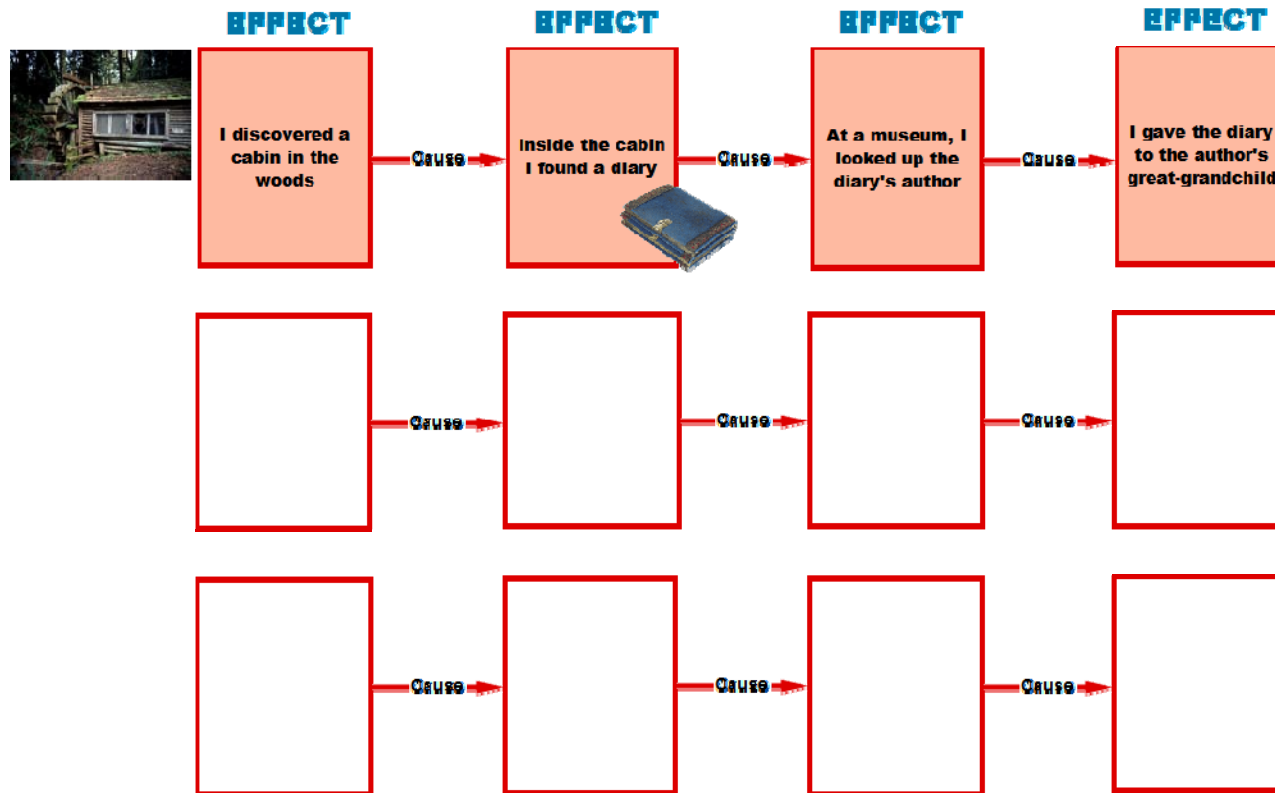 EFFECT EFFECT EFFECT EFFECT
I discovered a
cabin in the
woods
Cause
Inside the cabin
I found a diary
Cause
At a museum, I
looked up the
diary's author
Cause
I gave the diary
to the author's
great-grandchild
Cause Cause Cause
Cause Cause Cause